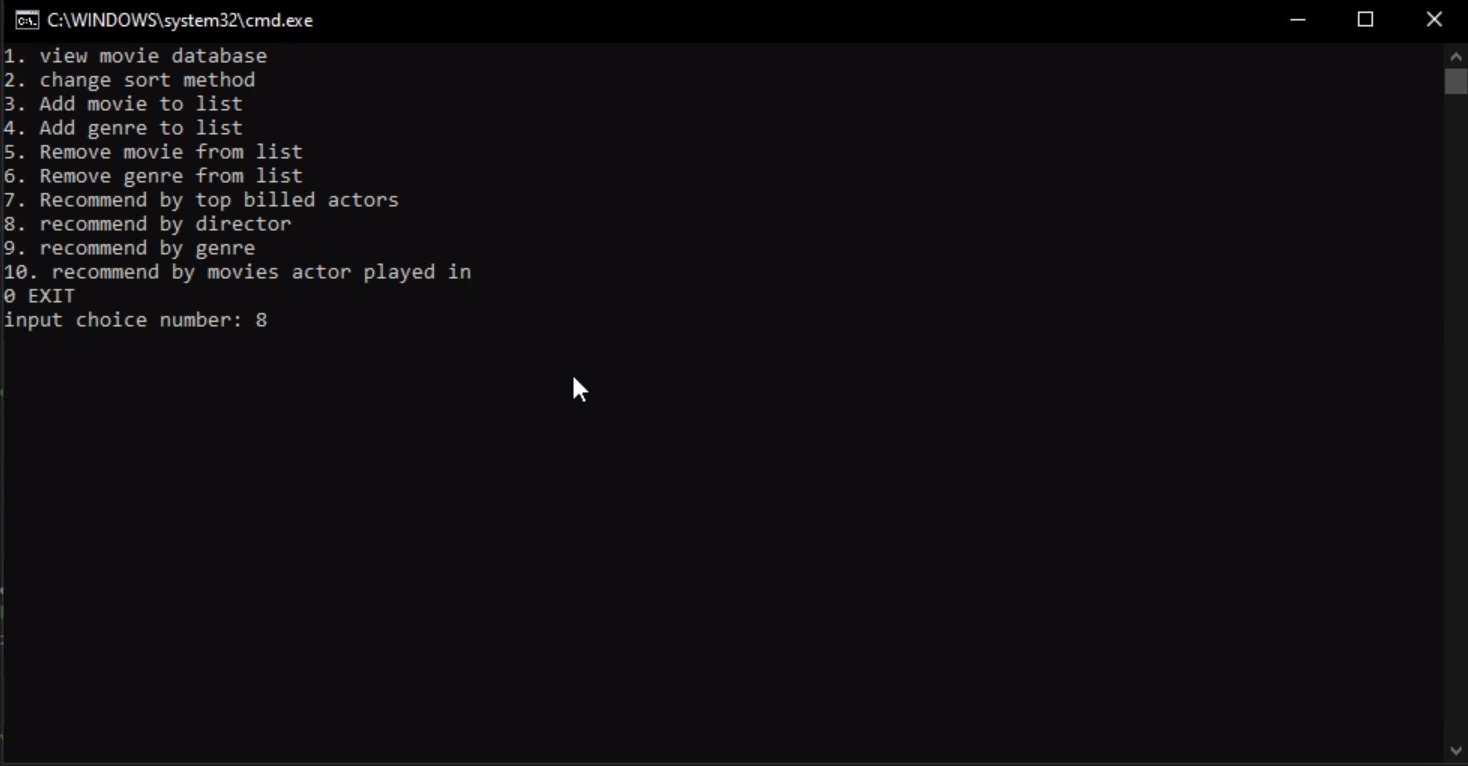 C:\WINDOWS\system32\cmd.exe
1. view movie database
2. change sort method
3. Add movie to list
4. Add genre to list
5. Remove movie from list
6. Remove genre from list
7. Recommend by top billed actors
8. recommend by director
9. recommend by genre
10. recommend by movies actor played in
0 EXIT
input choice number: 8